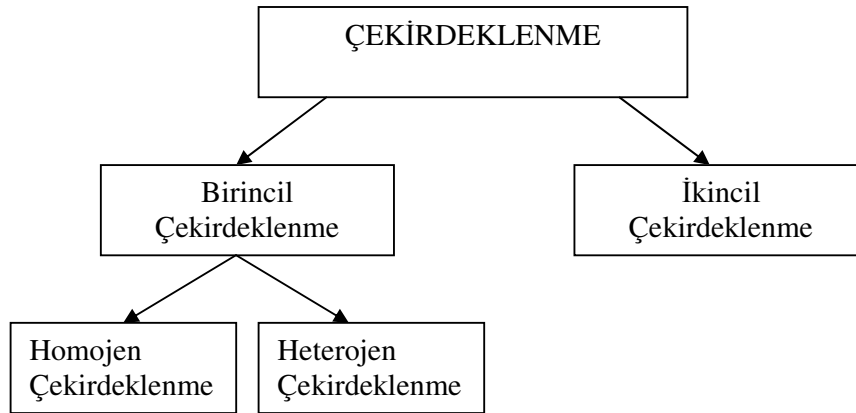 ÇEKİRDEKLENME
Birincil
Çekirdeklenme
İkincil
Çekirdeklenme
Homojen
Çekirdeklenme
Heterojen
Çekirdeklenme